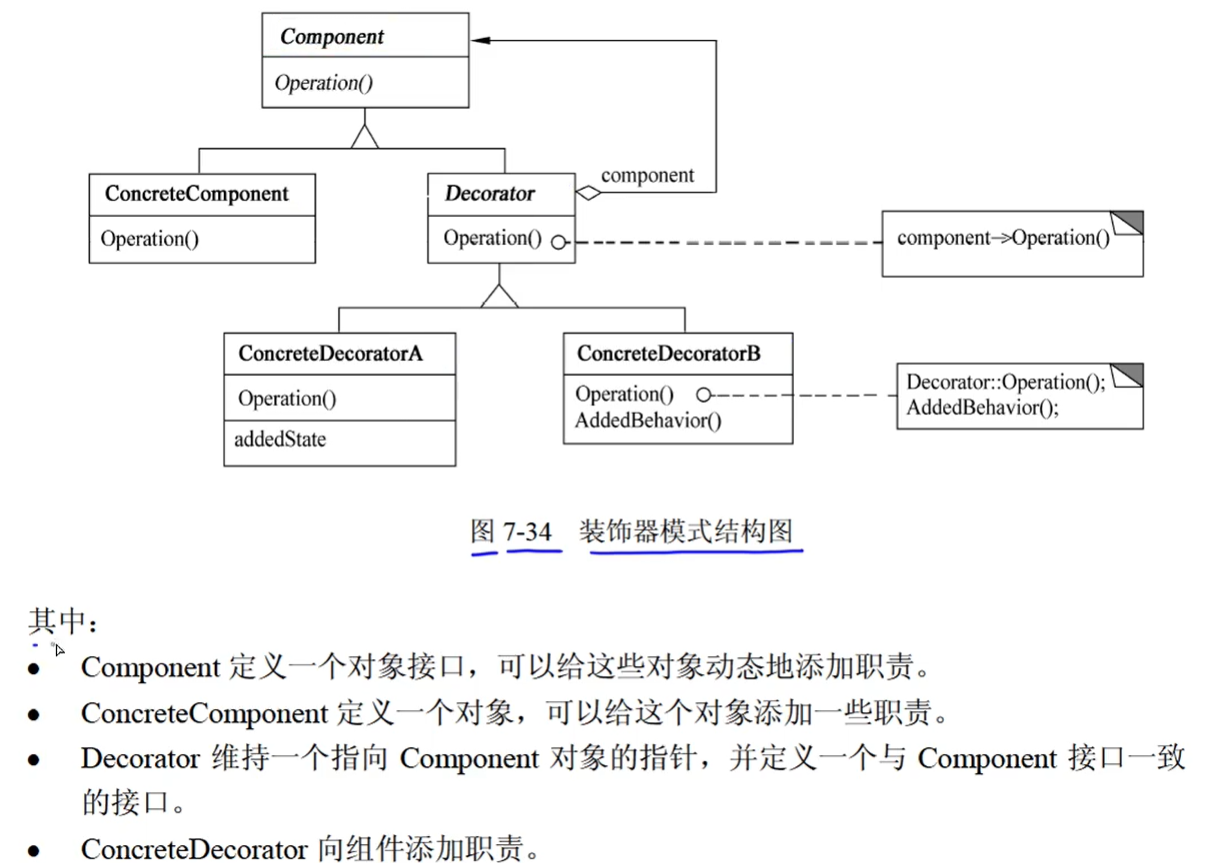 Component
Operation()
component
ConcreteComponent
Operation()
Decorator
Operation()
component->Operation()
ConcreteDecoratorA
Operation()
addedState
ConcreteDecoratorB
Operation()
AddedBehavior()
Decorator::Operation();
AddedBehavior();
图 7-34 装饰器模式结构图
其中：
● Component 定义一个对象接口，可以给这些对象动态地添加职责。
● ConcreteComponent 定义一个对象，可以给这个对象添加一些职责。
● Decorator 维持一个指向 Component 对象的指针，并定义一个与 Component 接口一致
的接口。
● ConcreteDecorator 向组件添加职责。